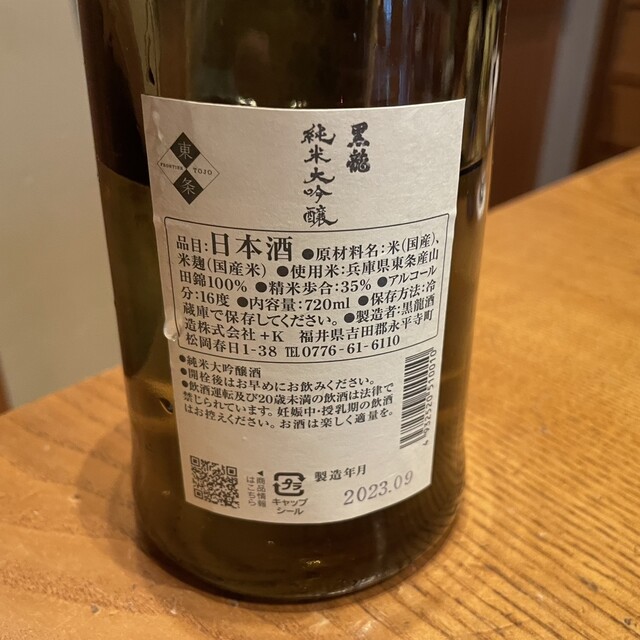 黒龍
純米大吟醸
東
FRONTIER TOJO
条
品目:日本酒 ●原材料名:米(国産)、
米麹(国産米) ●使用米:兵庫県東条産山
田錦100% ●精米歩合:35% ●アルコール
分:16度 ●内容量:720ml ●保存方法:冷
蔵庫で保存してください。 ●製造者:黒龍酒
造株式会社 +K 福井県吉田郡永平寺町
松岡春日1-38 TEL0776-61-6110
●純米大吟醸酒
●開栓後はお早めにお飲みください。
●飲酒運転及び20歳未満の飲酒は法律で
禁じられています。妊娠中・授乳期の飲酒
はお控えください。お酒は楽しく適量を。
4932520310010
◀商品情報
はこちら
プラ
キャップ
シール
製造年月
2023.09